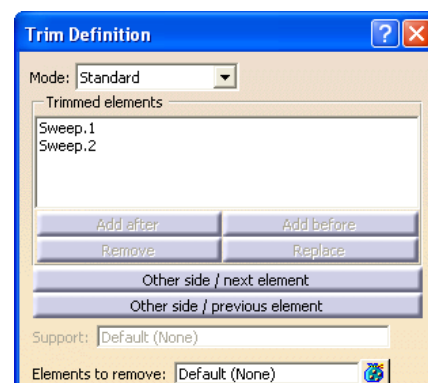 Trim Definition
Mode: Standard
Trimmed elements
Sweep.1
Sweep.2
Add after Add before
Remove Replace
Other side / next element
Other side / previous element
Support: Default (None)
Elements to remove: Default (None)